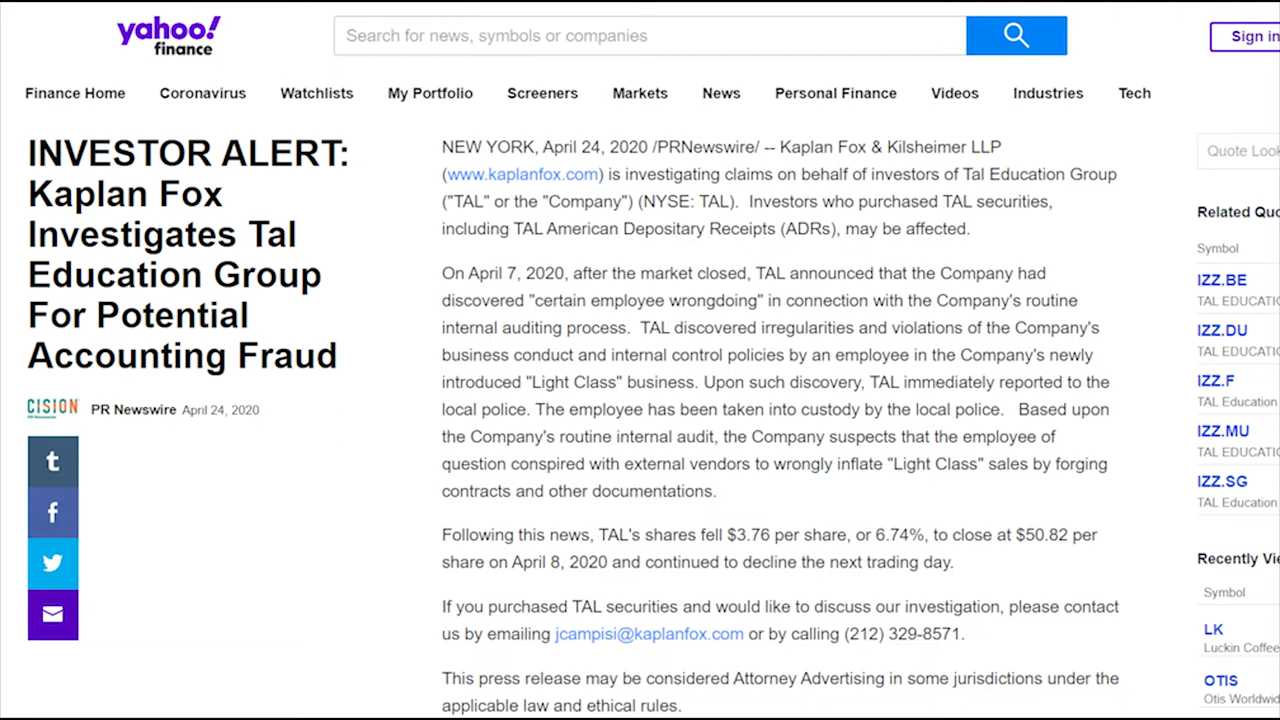 yahoo!
finance
Search for news, symbols or companies
Sign in
Finance Home Coronavirus Watchlists My Portfolio Screeners Markets News Personal Finance Videos Industries Tech
INVESTOR ALERT:
Kaplan Fox
Investigates Tal
Education Group
For Potential
Accounting Fraud
CISION
PR Newswire
PR Newswire April 24, 2020
t
f
NEW YORK, April 24, 2020 /PRNewswire/ -- Kaplan Fox & Kilsheimer LLP
(www.kaplanfox.com) is investigating claims on behalf of investors of Tal Education Group
("TAL" or the "Company") (NYSE: TAL). Investors who purchased TAL securities,
including TAL American Depositary Receipts (ADRs), may be affected.
On April 7, 2020, after the market closed, TAL announced that the Company had
discovered "certain employee wrongdoing" in connection with the Company's routine
internal auditing process. TAL discovered irregularities and violations of the Company's
business conduct and internal control policies by an employee in the Company's newly
introduced "Light Class" business. Upon such discovery, TAL immediately reported to the
local police. The employee has been taken into custody by the local police. Based upon
the Company's routine internal audit, the Company suspects that the employee of
question conspired with external vendors to wrongly inflate "Light Class" sales by forging
contracts and other documentations.
Following this news, TAL's shares fell $3.76 per share, or 6.74%, to close at $50.82 per
share on April 8, 2020 and continued to decline the next trading day.
If you purchased TAL securities and would like to discuss our investigation, please contact
us by emailing jcampisi@kaplanfox.com or by calling (212) 329-8571.
This press release may be considered Attorney Advertising in some jurisdictions under the
applicable law and ethical rules.
Quote Look
Related Quo
Symbol
IZZ.BE
TAL EDUCATIO
IZZ.DU
TAL EDUCATIO
IZZ.F
TAL Education
IZZ.MU
TAL EDUCATIO
IZZ.SG
TAL Education
Recently Vie
Symbol
LK
Luckin Coffee
OTIS
Otis Worldwid